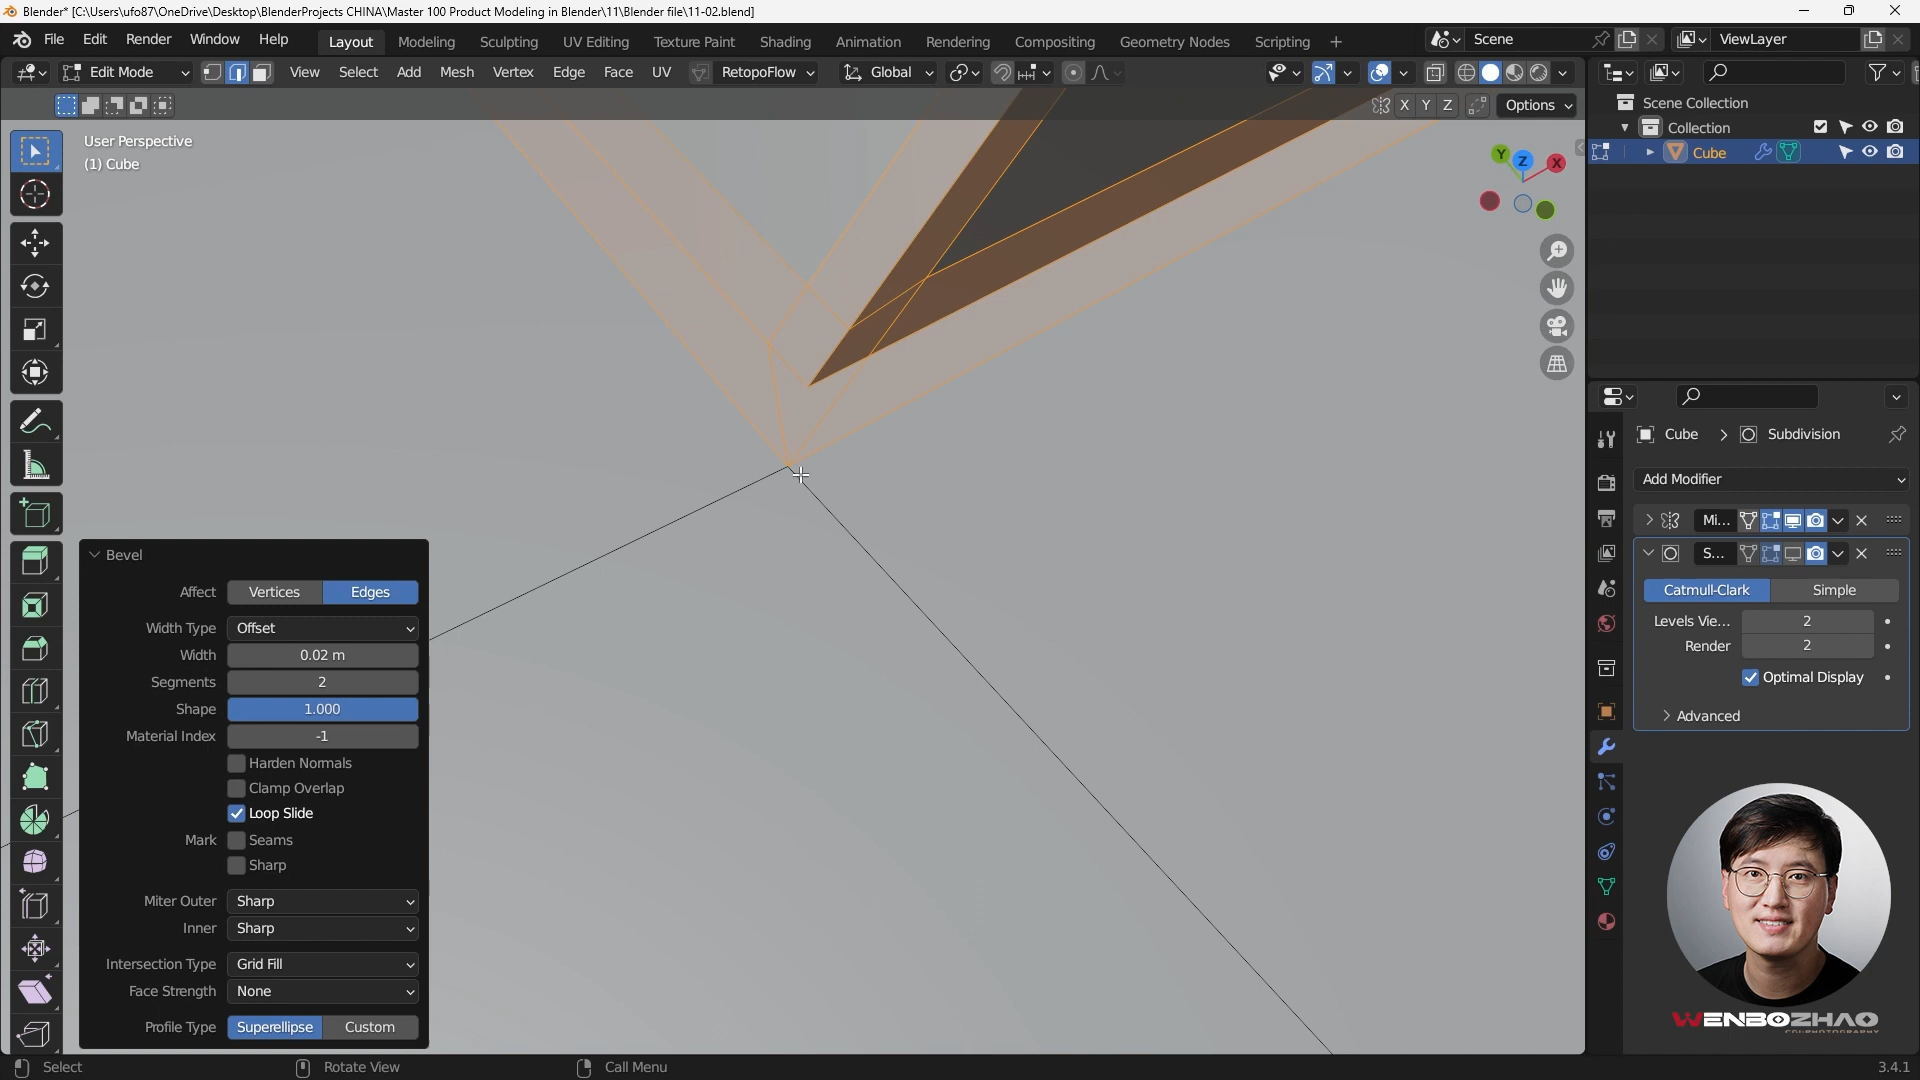 Blender* [C:\Users\ufo87\OneDrive\Desktop\BlenderProjects CHINA\Master 100 Product Modeling in Blender\11\Blender file\11-02.blend]
File Edit Render Window Help Layout Modeling Sculpting UV Editing Texture Paint Shading Animation Rendering Compositing Geometry Nodes Scripting + Scene ViewLayer
Edit Mode View Select Add Mesh Vertex Edge Face UV RetopoFlow Global
X Y Z Options
User Perspective
(1) Cube
Y Z X
Scene Collection
Collection
Cube
Cube > Subdivision
Add Modifier
Mi...
S...
Catmull-Clark Simple
Levels Vie... 2
Render 2
Optimal Display
Advanced
Bevel
Affect Vertices Edges
Width Type Offset
Width 0.02 m
Segments 2
Shape 1.000
Material Index -1
Harden Normals
Clamp Overlap
Loop Slide
Mark Seams
Sharp
Miter Outer Sharp
Inner Sharp
Intersection Type Grid Fill
Face Strength None
Profile Type Superellipse Custom
WENBOZHAO
Select Rotate View Call Menu 3.4.1